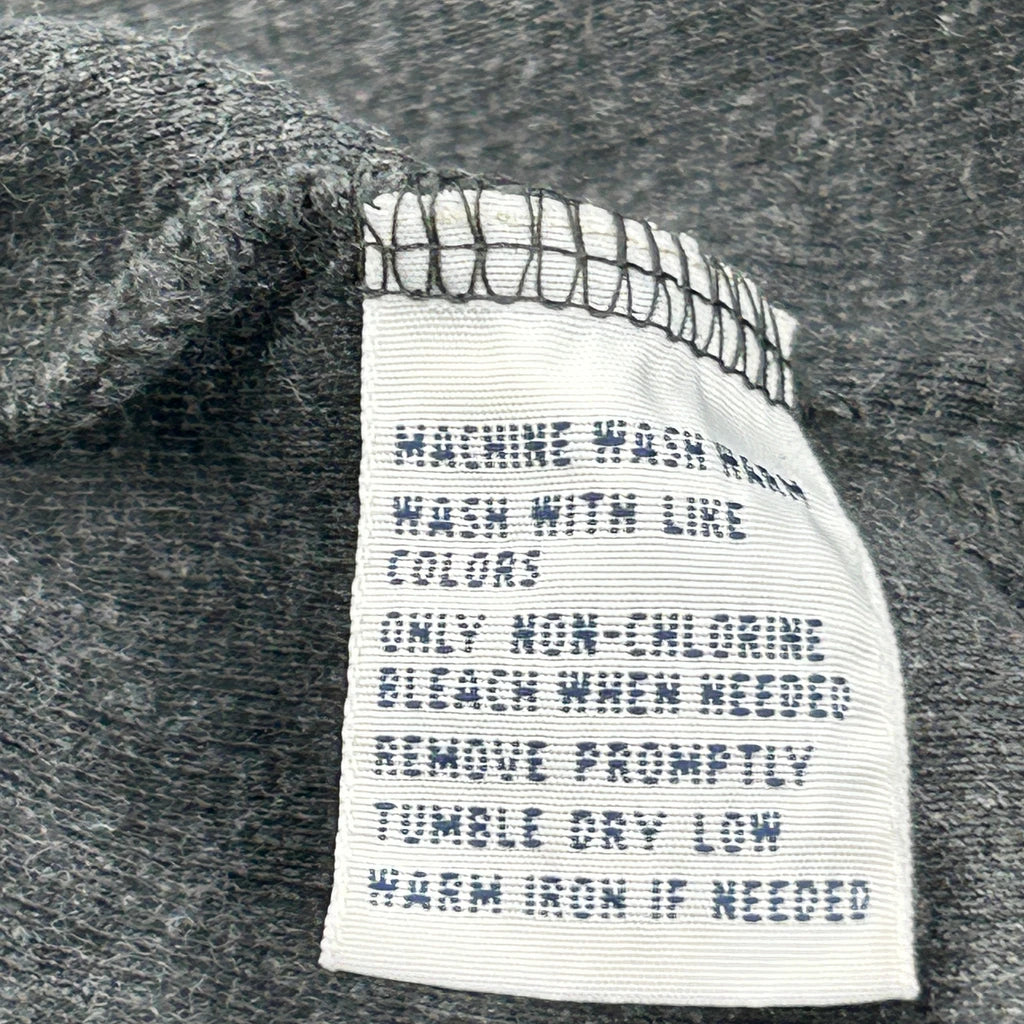 MACHINE WASH WARM
WASH WITH LIKE
COLORS
ONLY NON-CHLORINE
BLEACH WHEN NEEDED
REMOVE PROMPTLY
TUMBLE DRY LOW
WARM IRON IF NEEDED